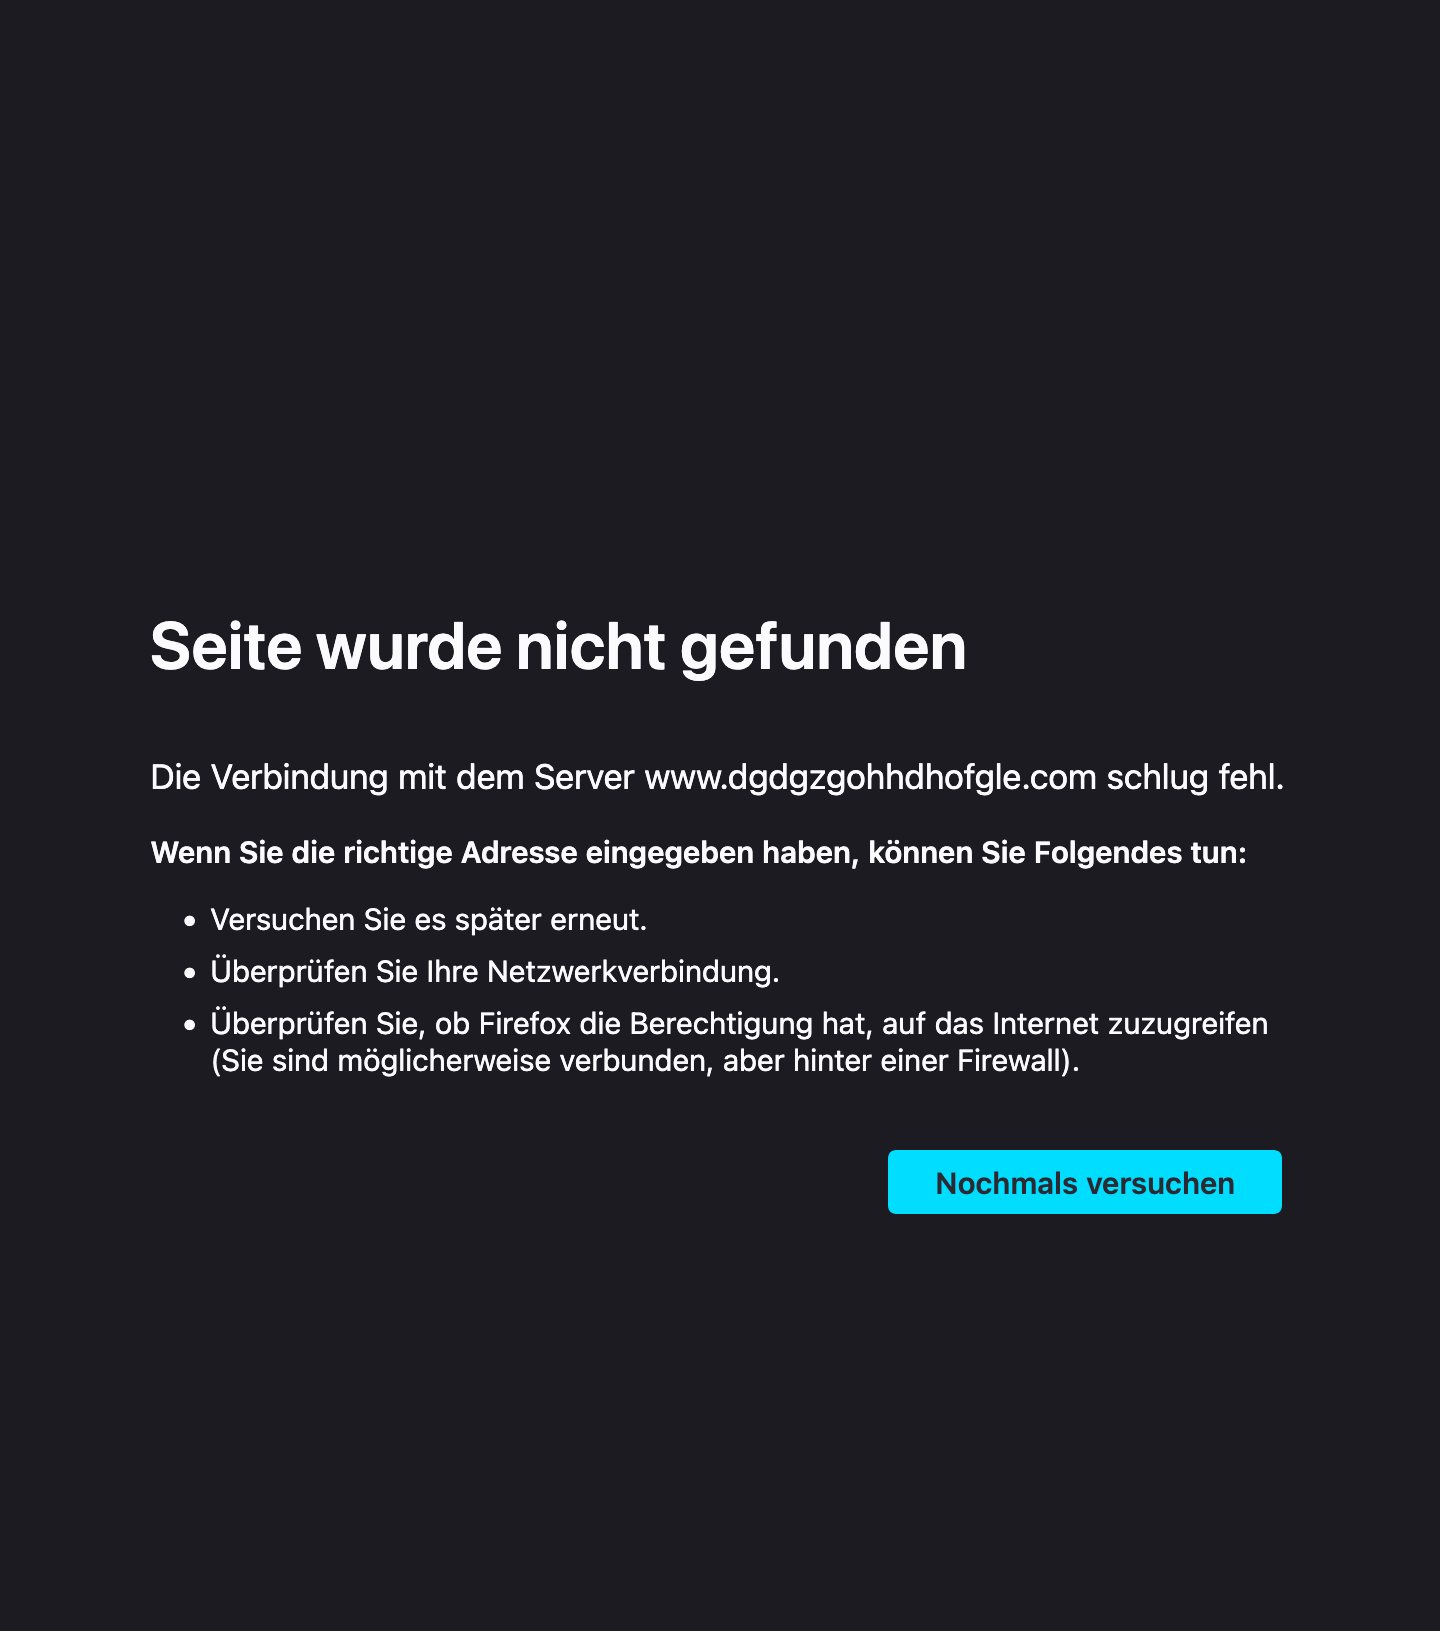 Seite wurde nicht gefunden
Die Verbindung mit dem Server www.dgdgzgohhdhofgle.com schlug fehl.
Wenn Sie die richtige Adresse eingegeben haben, können Sie Folgendes tun:
• Versuchen Sie es später erneut.
• Überprüfen Sie Ihre Netzwerkverbindung.
• Überprüfen Sie, ob Firefox die Berechtigung hat, auf das Internet zuzugreifen
(Sie sind möglicherweise verbunden, aber hinter einer Firewall).
Nochmals versuchen